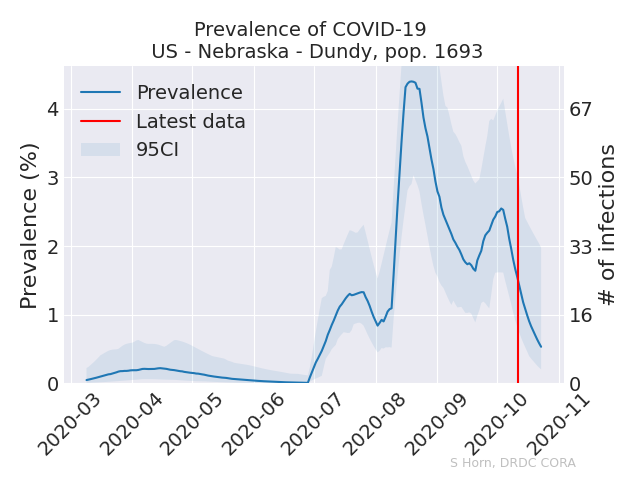 Prevalence of COVID-19
US - Nebraska - Dundy, pop. 1693
Prevalence
Latest data
95CI
Prevalence (%)
4
3
2
1
0
# of infections
67
50
33
16
0
2020-03
2020-04
2020-05
2020-06
2020-07
2020-08
2020-09
2020-10
2020-11
S Horn, DRDC CORA